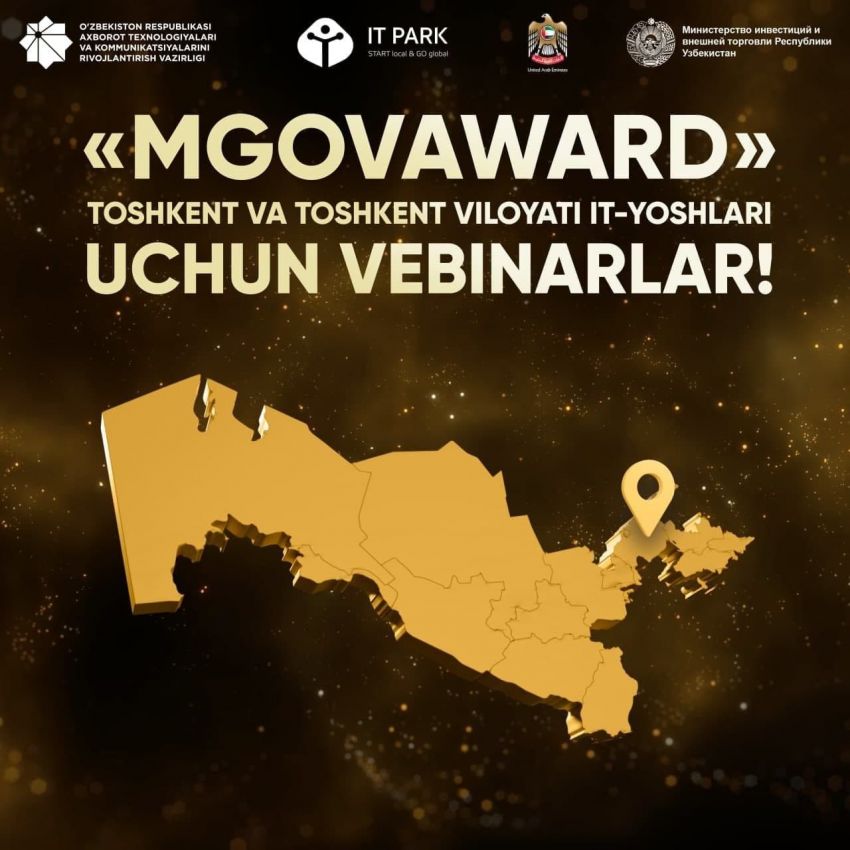 O'ZBEKISTON RESPUBLIKASI
AXBOROT TEXNOLOGIYALARI
VA KOMMUNIKATSIYALARINI
RIVOJLANTIRISH VAZIRLIGI
IT PARK
START local & GO global
United Arab Emirates
Министерство инвестиций и
внешней торговли Республики
Узбекистан
«MGOVAWARD»
TOSHKENT VA TOSHKENT VILOYATI IT-YOSHLARI
UCHUN VEBINARLAR!